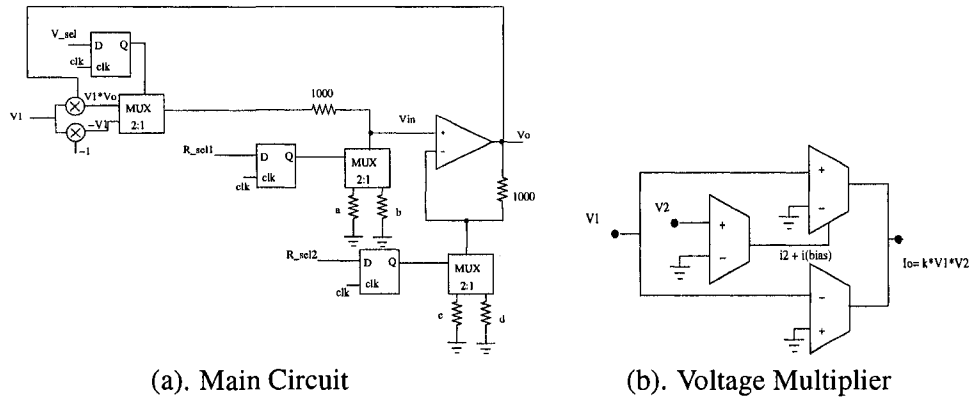 V_sel
D
Q
clk
clk
V1*Vo
V1
MUX
2:1
-V1
-1
1000
Vin
+
-
Vo
R_sel1
D
Q
clk
clk
MUX
2:1
a
b
1000
R_sel2
D
Q
clk
clk
MUX
2:1
c
d
V1
V2
+
-
+
-
i2 + i(bias)
-
+
Io= k*V1*V2
(a). Main Circuit
(b). Voltage Multiplier